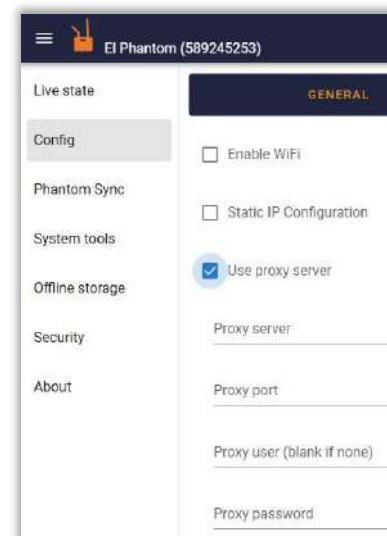 El Phantom (589245253)
Live state
Config
Phantom Sync
System tools
Offline storage
Security
About
GENERAL
Enable WiFi
Static IP Configuration
Use proxy server
Proxy server
Proxy port
Proxy user (blank if none)
Proxy password